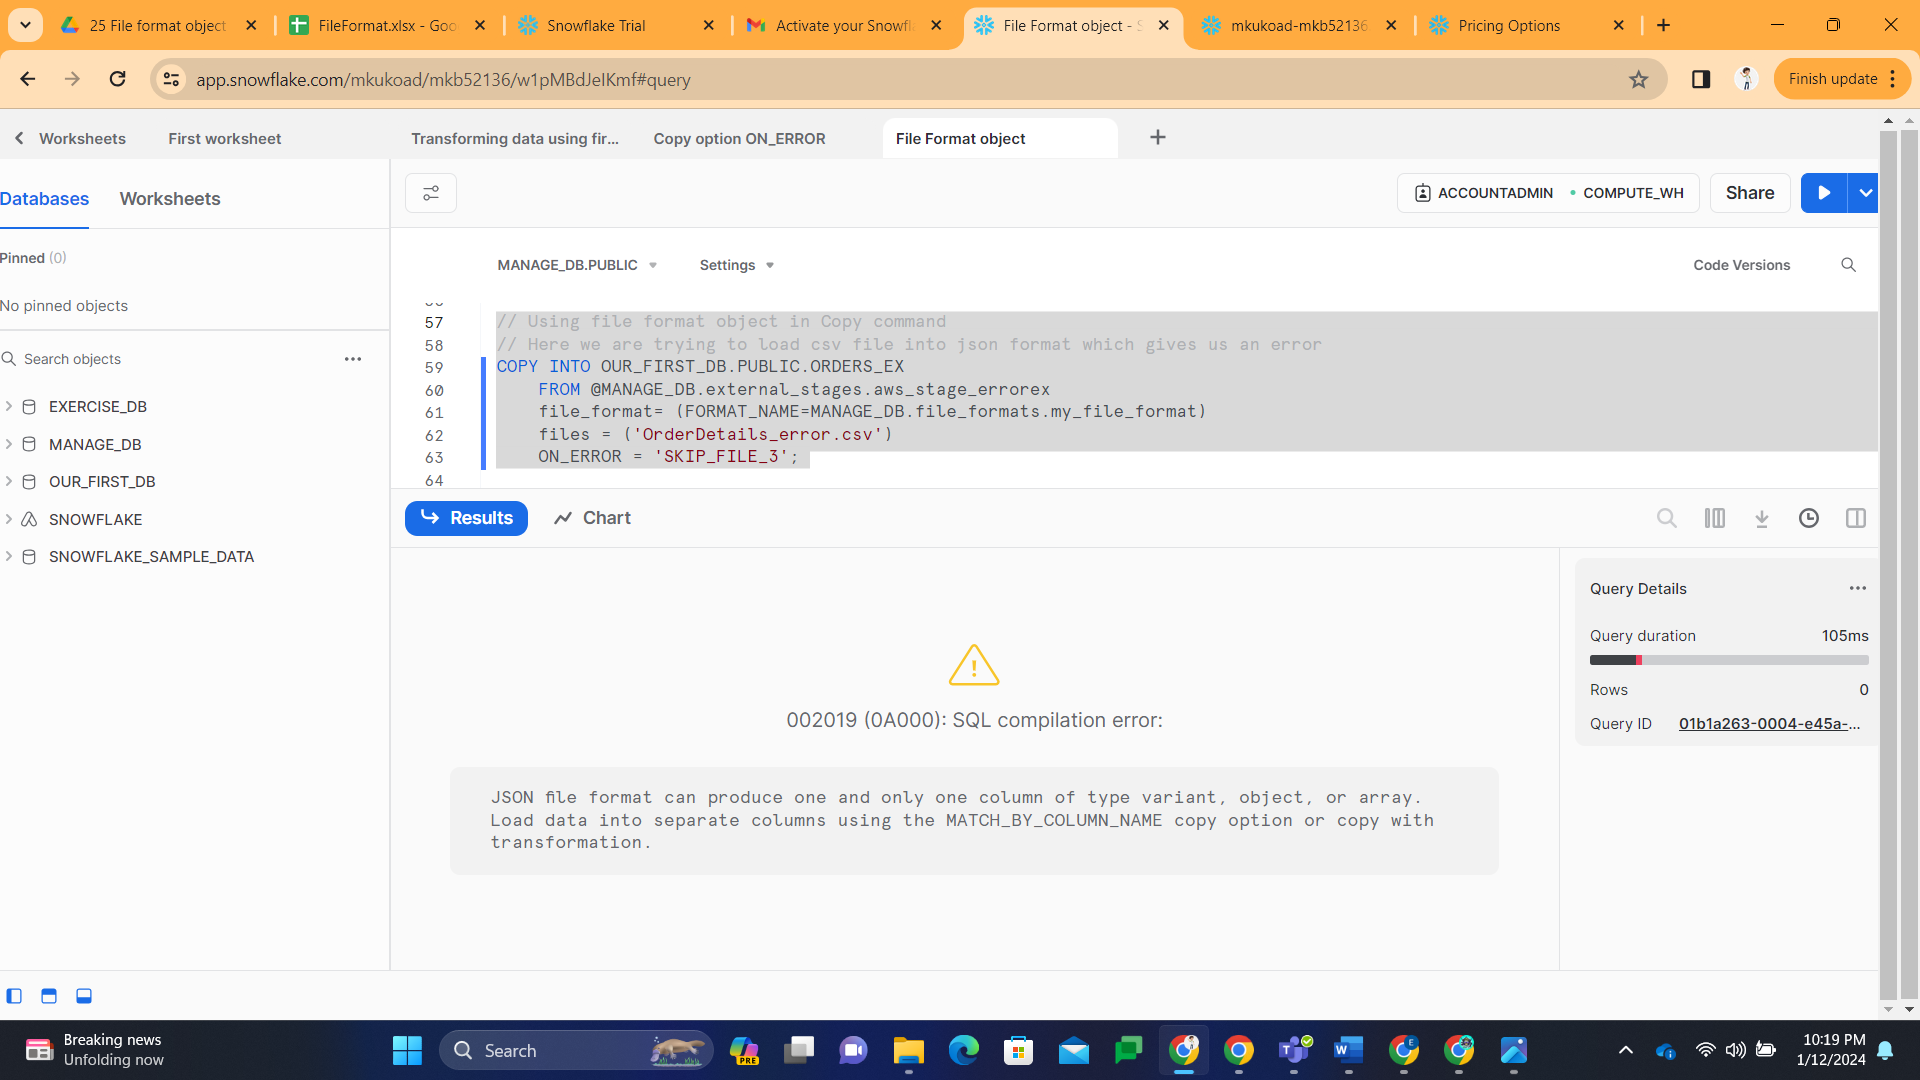 25 File format object
FileFormat.xlsx - Goo
Snowflake Trial
Activate your Snowfl
File Format object - S
mkukoad-mkb52136
Pricing Options
app.snowflake.com/mkukoad/mkb52136/w1pMBdJeIKmf#query
Finish update
Worksheets
First worksheet
Transforming data using fir...
Copy option ON_ERROR
File Format object
Databases
Worksheets
ACCOUNTADMIN
COMPUTE_WH
Share
Pinned (0)
No pinned objects
Search objects
EXERCISE_DB
MANAGE_DB
OUR_FIRST_DB
SNOWFLAKE
SNOWFLAKE_SAMPLE_DATA
MANAGE_DB.PUBLIC
Settings
Code Versions
57 // Using file format object in Copy command
58 // Here we are trying to load csv file into json format which gives us an error
59 COPY INTO OUR_FIRST_DB.PUBLIC.ORDERS_EX
60 FROM @MANAGE_DB.external_stages.aws_stage_errorex
61 file_format= (FORMAT_NAME=MANAGE_DB.file_formats.my_file_format)
62 files = ('OrderDetails_error.csv')
63 ON_ERROR = 'SKIP_FILE_3';
64
Results
Chart
002019 (0A000): SQL compilation error:
JSON file format can produce one and only one column of type variant, object, or array.
Load data into separate columns using the MATCH_BY_COLUMN_NAME copy option or copy with
transformation.
Query Details
Query duration 105ms
Rows 0
Query ID 01b1a263-0004-e45a-...
Breaking news
Unfolding now
Search
PRE
10:19 PM
1/12/2024